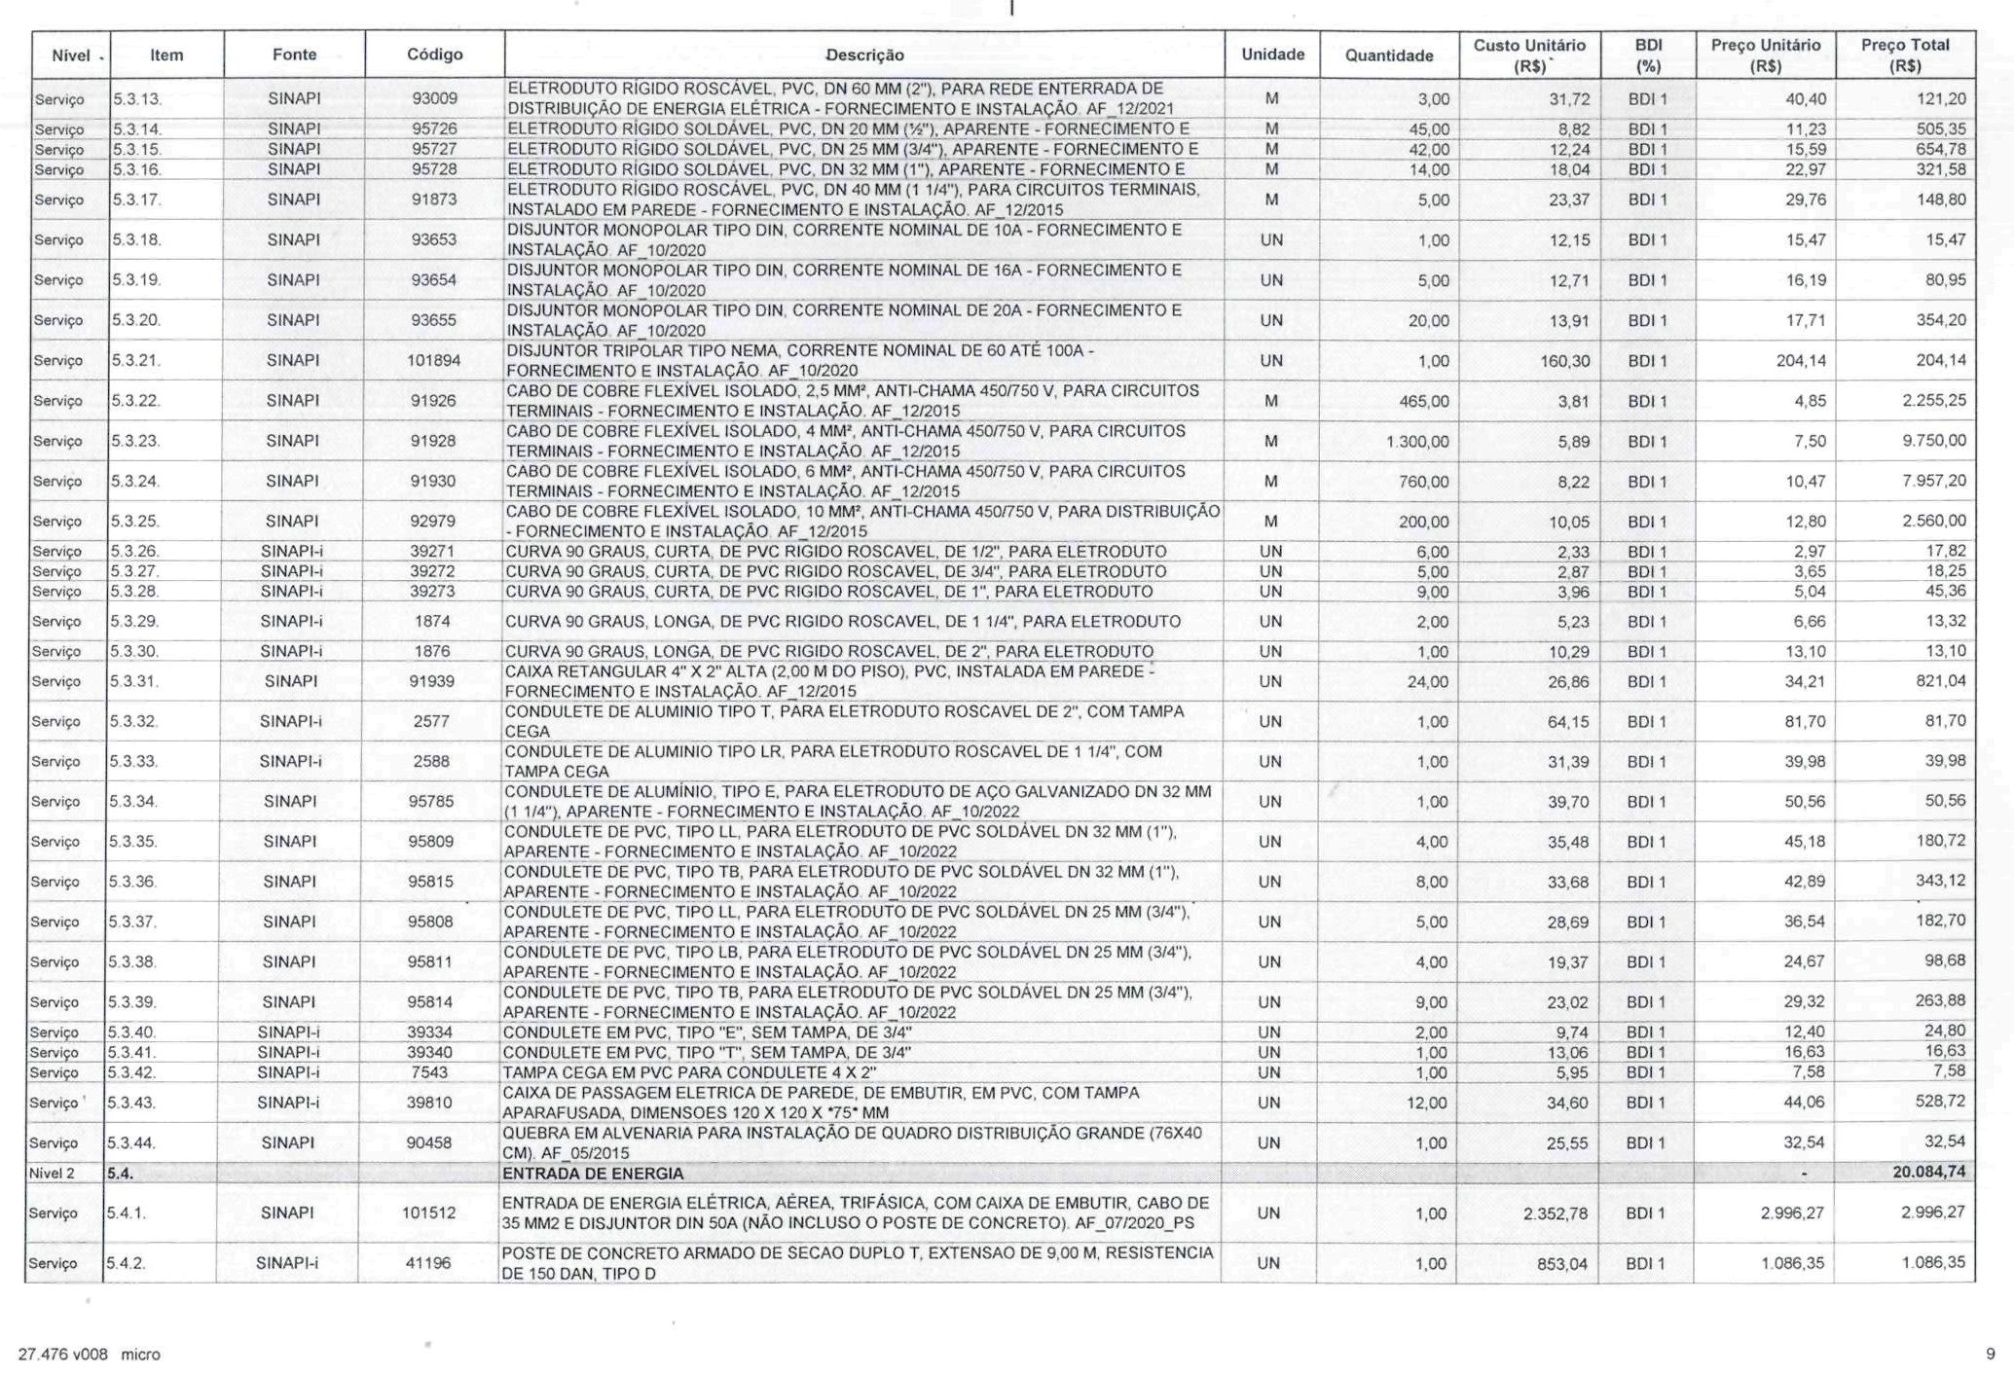 Nível Item Fonte Código Descrição Unidade Quantidade Custo Unitário (R$) BDI (%) Preço Unitário (R$) Preço Total (R$)
Serviço 5.3.13. SINAPI 93009 ELETRODUTO RÍGIDO ROSCÁVEL, PVC, DN 60 MM (2"), PARA REDE ENTERRADA DE
DISTRIBUIÇÃO DE ENERGIA ELÉTRICA - FORNECIMENTO E INSTALAÇÃO. AF_12/2021 M 3,00 31,72 BDI 1 40,40 121,20
Serviço 5.3.14. SINAPI 95726 ELETRODUTO RÍGIDO SOLDÁVEL, PVC, DN 20 MM (½"), APARENTE - FORNECIMENTO E M 45,00 8,82 BDI 1 11,23 505,35
Serviço 5.3.15. SINAPI 95727 ELETRODUTO RÍGIDO SOLDÁVEL, PVC, DN 25 MM (3/4"), APARENTE - FORNECIMENTO E M 42,00 12,24 BDI 1 15,59 654,78
Serviço 5.3.16. SINAPI 95728 ELETRODUTO RÍGIDO SOLDÁVEL, PVC, DN 32 MM (1"), APARENTE - FORNECIMENTO E M 14,00 18,04 BDI 1 22,97 321,58
Serviço 5.3.17. SINAPI 91873 ELETRODUTO RÍGIDO ROSCÁVEL, PVC, DN 40 MM (1 1/4"), PARA CIRCUITOS TERMINAIS,
INSTALADO EM PAREDE - FORNECIMENTO E INSTALAÇÃO. AF_12/2015 M 5,00 23,37 BDI 1 29,76 148,80
Serviço 5.3.18. SINAPI 93653 DISJUNTOR MONOPOLAR TIPO DIN, CORRENTE NOMINAL DE 10A - FORNECIMENTO E
INSTALAÇÃO. AF_10/2020 UN 1,00 12,15 BDI 1 15,47 15,47
Serviço 5.3.19. SINAPI 93654 DISJUNTOR MONOPOLAR TIPO DIN, CORRENTE NOMINAL DE 16A - FORNECIMENTO E
INSTALAÇÃO. AF_10/2020 UN 5,00 12,71 BDI 1 16,19 80,95
Serviço 5.3.20. SINAPI 93655 DISJUNTOR MONOPOLAR TIPO DIN, CORRENTE NOMINAL DE 20A - FORNECIMENTO E
INSTALAÇÃO. AF_10/2020 UN 20,00 13,91 BDI 1 17,71 354,20
Serviço 5.3.21. SINAPI 101894 DISJUNTOR TRIPOLAR TIPO NEMA, CORRENTE NOMINAL DE 60 ATÉ 100A -
FORNECIMENTO E INSTALAÇÃO. AF_10/2020 UN 1,00 160,30 BDI 1 204,14 204,14
Serviço 5.3.22. SINAPI 91926 CABO DE COBRE FLEXÍVEL ISOLADO, 2,5 MM², ANTI-CHAMA 450/750 V, PARA CIRCUITOS
TERMINAIS - FORNECIMENTO E INSTALAÇÃO. AF_12/2015 M 465,00 3,81 BDI 1 4,85 2.255,25
Serviço 5.3.23. SINAPI 91928 CABO DE COBRE FLEXÍVEL ISOLADO, 4 MM², ANTI-CHAMA 450/750 V, PARA CIRCUITOS
TERMINAIS - FORNECIMENTO E INSTALAÇÃO. AF_12/2015 M 1.300,00 5,89 BDI 1 7,50 9.750,00
Serviço 5.3.24. SINAPI 91930 CABO DE COBRE FLEXÍVEL ISOLADO, 6 MM², ANTI-CHAMA 450/750 V, PARA CIRCUITOS
TERMINAIS - FORNECIMENTO E INSTALAÇÃO. AF_12/2015 M 760,00 8,22 BDI 1 10,47 7.957,20
Serviço 5.3.25. SINAPI 92979 CABO DE COBRE FLEXÍVEL ISOLADO, 10 MM², ANTI-CHAMA 450/750 V, PARA DISTRIBUIÇÃO
- FORNECIMENTO E INSTALAÇÃO. AF_12/2015 M 200,00 10,05 BDI 1 12,80 2.560,00
Serviço 5.3.26. SINAPI-i 39271 CURVA 90 GRAUS, CURTA, DE PVC RIGIDO ROSCAVEL, DE 1/2", PARA ELETRODUTO UN 6,00 2,33 BDI 1 2,97 17,82
Serviço 5.3.27. SINAPI-i 39272 CURVA 90 GRAUS, CURTA, DE PVC RIGIDO ROSCAVEL, DE 3/4", PARA ELETRODUTO UN 5,00 2,87 BDI 1 3,65 18,25
Serviço 5.3.28. SINAPI-i 39273 CURVA 90 GRAUS, CURTA, DE PVC RIGIDO ROSCAVEL, DE 1", PARA ELETRODUTO UN 9,00 3,96 BDI 1 5,04 45,36
Serviço 5.3.29. SINAPI-i 1874 CURVA 90 GRAUS, LONGA, DE PVC RIGIDO ROSCAVEL, DE 1 1/4", PARA ELETRODUTO UN 2,00 5,23 BDI 1 6,66 13,32
Serviço 5.3.30. SINAPI-i 1876 CURVA 90 GRAUS, LONGA, DE PVC RIGIDO ROSCAVEL, DE 2", PARA ELETRODUTO UN 1,00 10,29 BDI 1 13,10 13,10
Serviço 5.3.31. SINAPI 91939 CAIXA RETANGULAR 4" X 2" ALTA (2,00 M DO PISO), PVC, INSTALADA EM PAREDE -
FORNECIMENTO E INSTALAÇÃO. AF_12/2015 UN 24,00 26,86 BDI 1 34,21 821,04
Serviço 5.3.32. SINAPI-i 2577 CONDULETE DE ALUMINIO TIPO T, PARA ELETRODUTO ROSCAVEL DE 2", COM TAMPA
CEGA UN 1,00 64,15 BDI 1 81,70 81,70
Serviço 5.3.33. SINAPI-i 2588 CONDULETE DE ALUMINIO TIPO LR, PARA ELETRODUTO ROSCAVEL DE 1 1/4", COM
TAMPA CEGA UN 1,00 31,39 BDI 1 39,98 39,98
Serviço 5.3.34. SINAPI 95785 CONDULETE DE ALUMÍNIO, TIPO E, PARA ELETRODUTO DE AÇO GALVANIZADO DN 32 MM
(1 1/4"), APARENTE - FORNECIMENTO E INSTALAÇÃO. AF_10/2022 UN 1,00 39,70 BDI 1 50,56 50,56
Serviço 5.3.35. SINAPI 95809 CONDULETE DE PVC, TIPO LL, PARA ELETRODUTO DE PVC SOLDÁVEL DN 32 MM (1"),
APARENTE - FORNECIMENTO E INSTALAÇÃO. AF_10/2022 UN 4,00 35,48 BDI 1 45,18 180,72
Serviço 5.3.36. SINAPI 95815 CONDULETE DE PVC, TIPO TB, PARA ELETRODUTO DE PVC SOLDÁVEL DN 32 MM (1"),
APARENTE - FORNECIMENTO E INSTALAÇÃO. AF_10/2022 UN 8,00 33,68 BDI 1 42,89 343,12
Serviço 5.3.37. SINAPI 95808 CONDULETE DE PVC, TIPO LL, PARA ELETRODUTO DE PVC SOLDÁVEL DN 25 MM (3/4"),
APARENTE - FORNECIMENTO E INSTALAÇÃO. AF_10/2022 UN 5,00 28,69 BDI 1 36,54 182,70
Serviço 5.3.38. SINAPI 95811 CONDULETE DE PVC, TIPO LB, PARA ELETRODUTO DE PVC SOLDÁVEL DN 25 MM (3/4"),
APARENTE - FORNECIMENTO E INSTALAÇÃO. AF_10/2022 UN 4,00 19,37 BDI 1 24,67 98,68
Serviço 5.3.39. SINAPI 95814 CONDULETE DE PVC, TIPO TB, PARA ELETRODUTO DE PVC SOLDÁVEL DN 25 MM (3/4"),
APARENTE - FORNECIMENTO E INSTALAÇÃO. AF_10/2022 UN 9,00 23,02 BDI 1 29,32 263,88
Serviço 5.3.40. SINAPI-i 39334 CONDULETE EM PVC, TIPO "E", SEM TAMPA, DE 3/4" UN 2,00 9,74 BDI 1 12,40 24,80
Serviço 5.3.41. SINAPI-i 39340 CONDULETE EM PVC, TIPO "T", SEM TAMPA, DE 3/4" UN 1,00 13,06 BDI 1 16,63 16,63
Serviço 5.3.42. SINAPI-i 7543 TAMPA CEGA EM PVC PARA CONDULETE 4 X 2" UN 1,00 5,95 BDI 1 7,58 7,58
Serviço 5.3.43. SINAPI-i 39810 CAIXA DE PASSAGEM ELETRICA DE PAREDE, DE EMBUTIR, EM PVC, COM TAMPA
APARAFUSADA, DIMENSOES 120 X 120 X *75* MM UN 12,00 34,60 BDI 1 44,06 528,72
Serviço 5.3.44. SINAPI 90458 QUEBRA EM ALVENARIA PARA INSTALAÇÃO DE QUADRO DISTRIBUIÇÃO GRANDE (76X40
CM). AF_05/2015 UN 1,00 25,55 BDI 1 32,54 32,54
Nível 2 5.4. ENTRADA DE ENERGIA - 20.084,74
Serviço 5.4.1. SINAPI 101512 ENTRADA DE ENERGIA ELÉTRICA, AÉREA, TRIFÁSICA, COM CAIXA DE EMBUTIR, CABO DE
35 MM2 E DISJUNTOR DIN 50A (NÃO INCLUSO O POSTE DE CONCRETO). AF_07/2020_PS UN 1,00 2.352,78 BDI 1 2.996,27 2.996,27
Serviço 5.4.2. SINAPI-i 41196 POSTE DE CONCRETO ARMADO DE SECAO DUPLO T, EXTENSAO DE 9,00 M, RESISTENCIA
DE 150 DAN, TIPO D UN 1,00 853,04 BDI 1 1.086,35 1.086,35
27.476 v008 micro 9